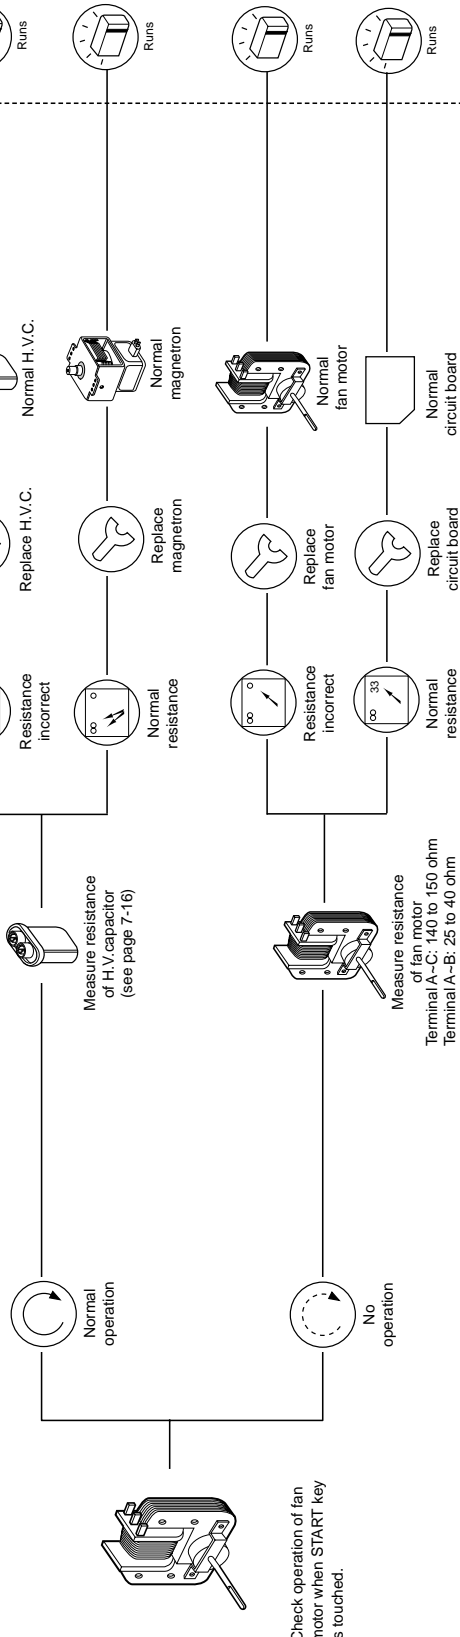 Check operation of fan
motor when START key
is touched.
Normal
operation
No
operation
Measure resistance
of H.V.capacitor
(see page 7-16)
Measure resistance
of fan motor
Terminal A~C: 140 to 150 ohm
Terminal A~B: 25 to 40 ohm
Resistance
incorrect
∞ 0
Normal
resistance
∞ 0
Resistance
incorrect
∞ 33
Normal
resistance
Replace H.V.C.
Replace
magnetron
Replace
fan motor
Replace
circuit board
Normal H.V.C.
Normal
magnetron
Normal
fan motor
Normal
circuit board
Runs
Runs
Runs
Runs